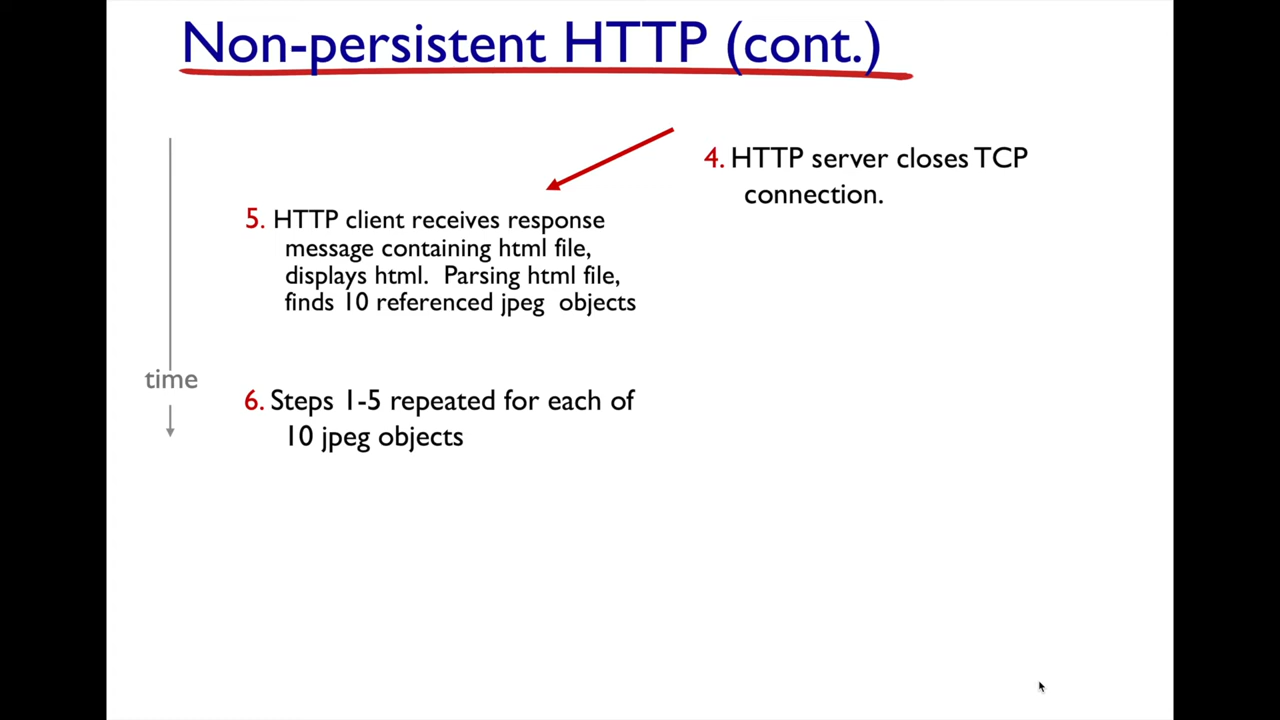 Non-persistent HTTP (cont.)
4. HTTP server closes TCP
connection.
5. HTTP client receives response
message containing html file,
displays html. Parsing html file,
finds 10 referenced jpeg objects
time
6. Steps 1-5 repeated for each of
10 jpeg objects